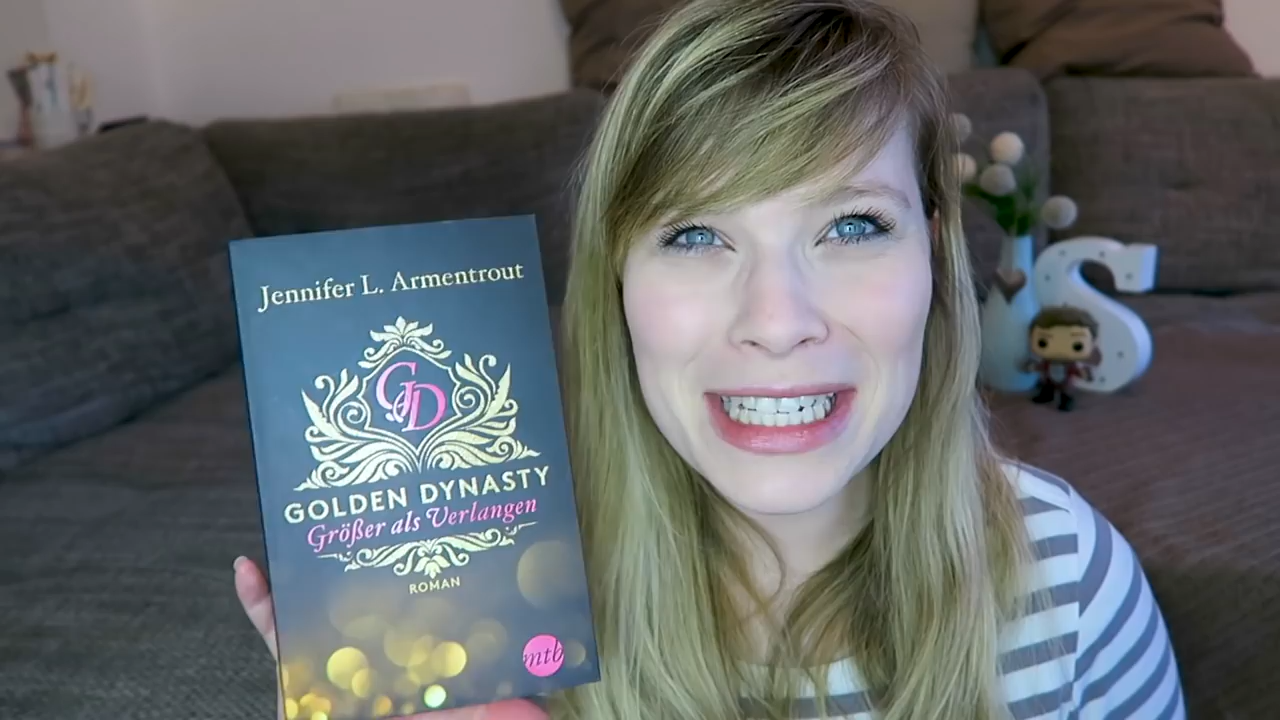 Jennifer L. Armentrout
GD
GOLDEN DYNASTY
Größer als Verlangen
ROMAN
mtb
S